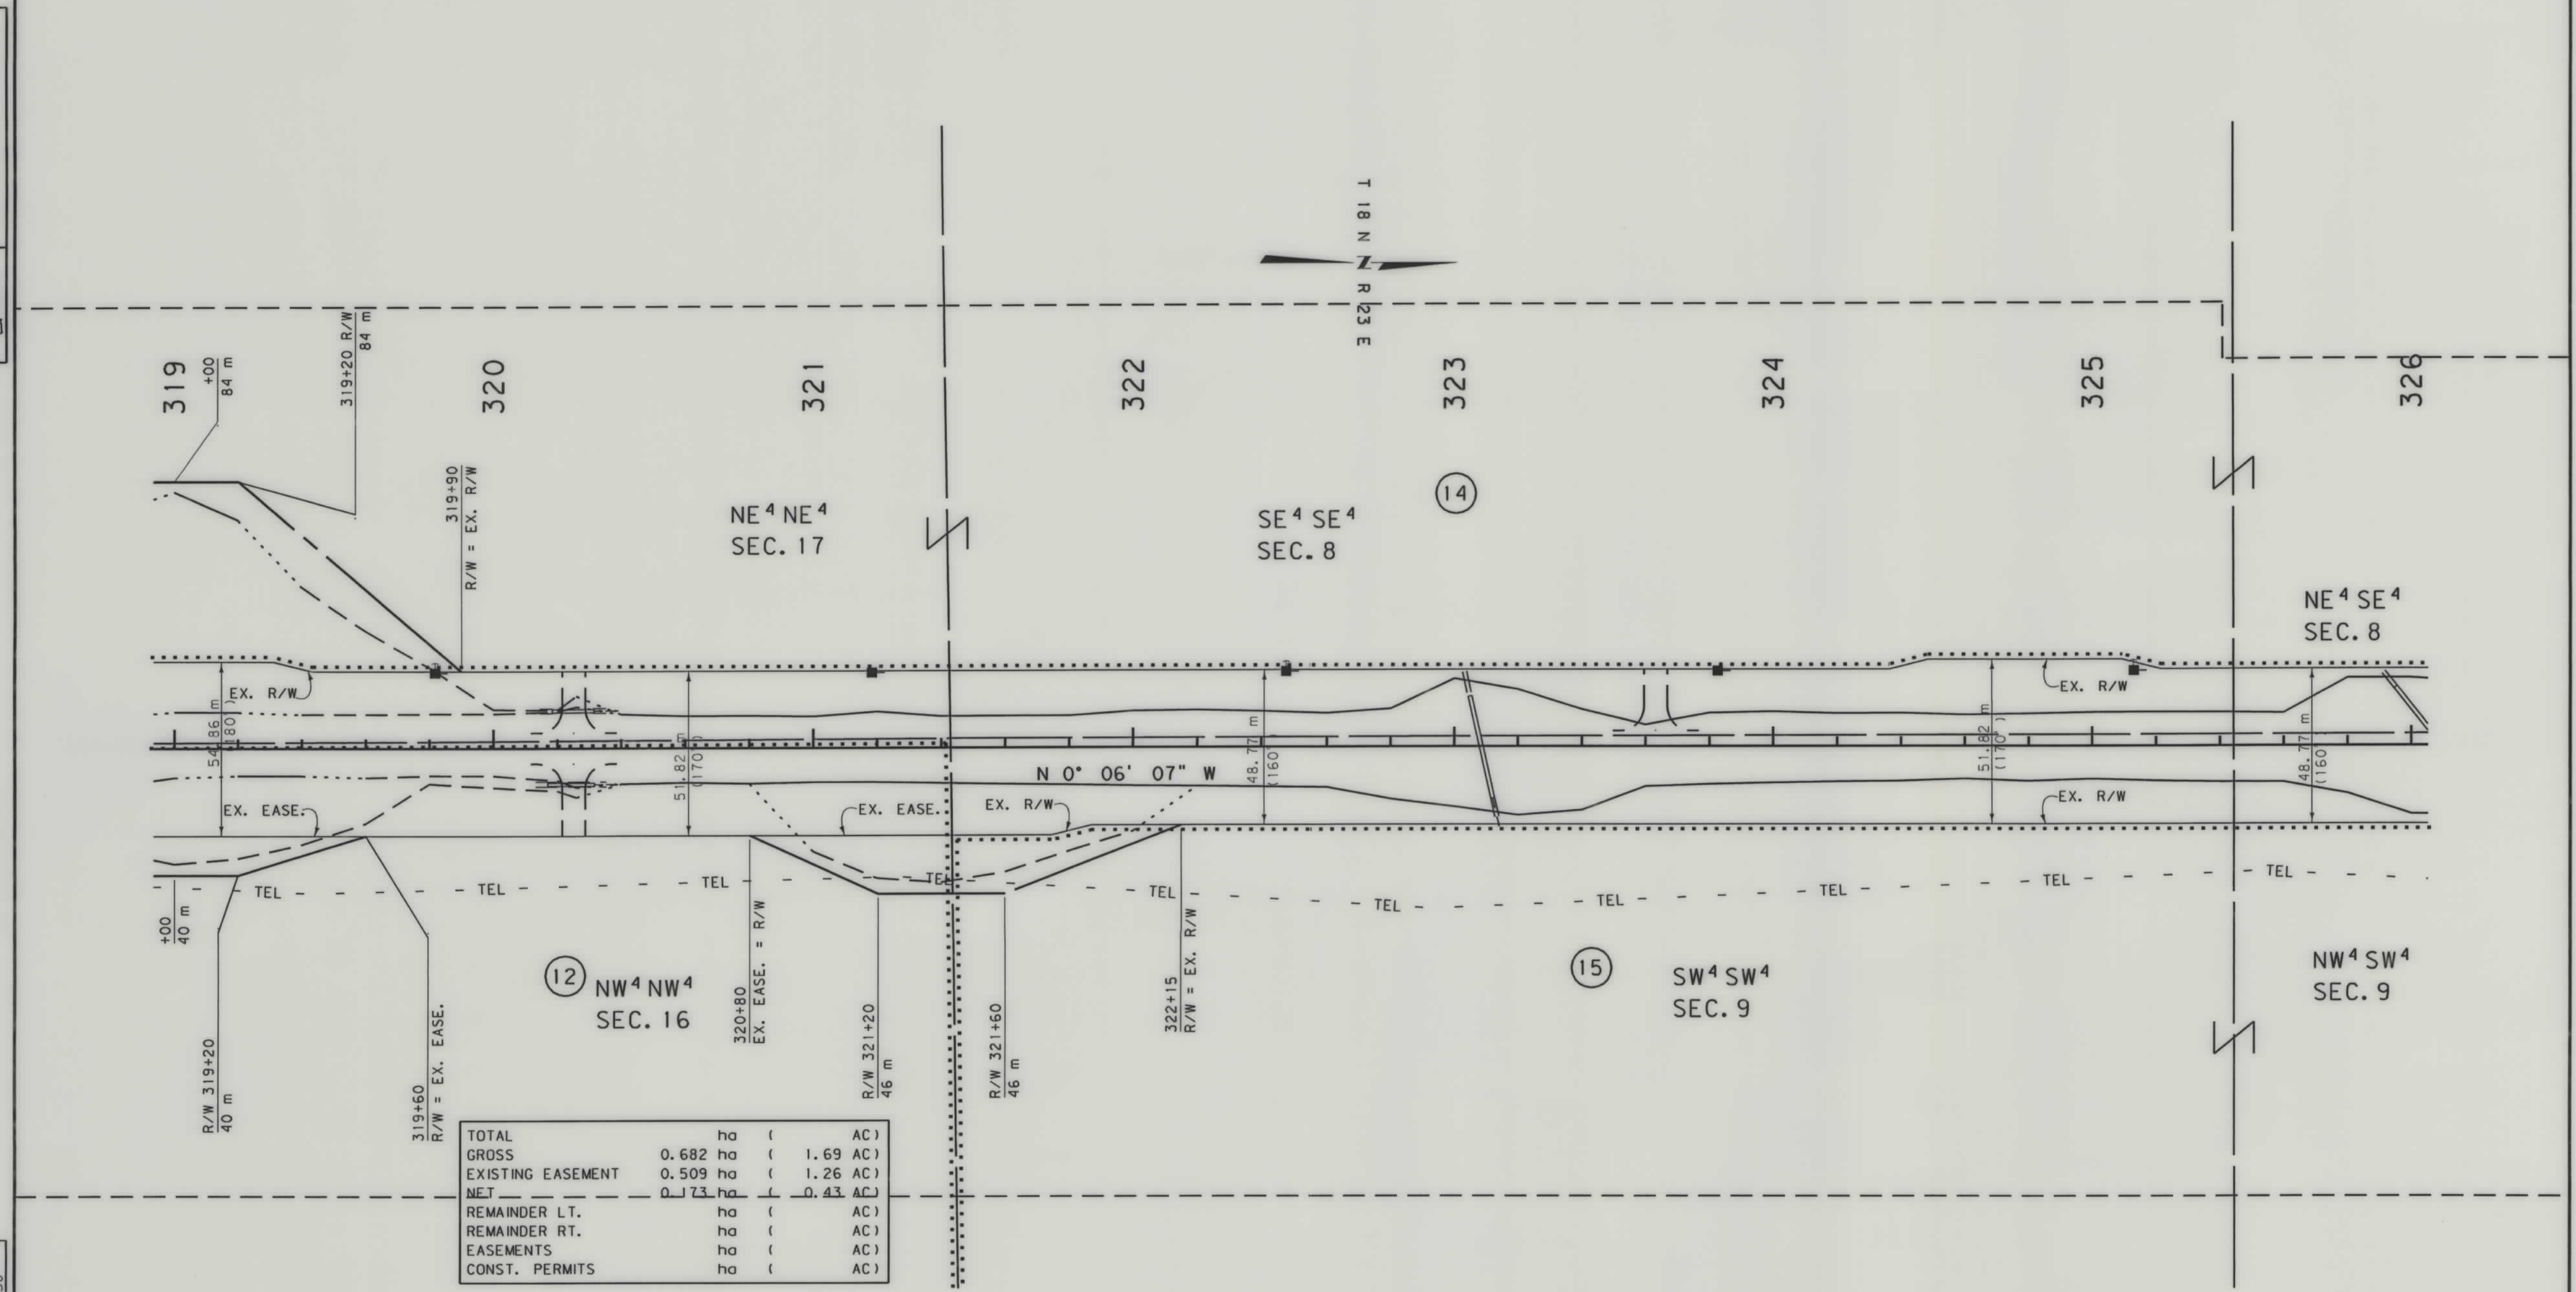 T 18 N
N
R 23 E
319
320
321
322
323
324
325
326
+00
84 m
319+20 R/W
84 m
319+90
R/W = EX. R/W
NE⁴ NE⁴
SEC. 17
SE⁴ SE⁴
SEC. 8
14
NE⁴ SE⁴
SEC. 8
EX. R/W
54.86 m
(180')
51.82 m
(170')
48.77 m
(160')
51.82 m
(170')
48.77 m
(160')
EX. R/W
N 0° 06' 07" W
EX. EASE.
EX. EASE.
EX. R/W
EX. R/W
TEL
TEL
TEL
TEL
TEL
TEL
TEL
TEL
TEL
TEL
+00
40 m
R/W 319+20
40 m
319+60
R/W = EX. EASE.
12
NW⁴ NW⁴
SEC. 16
320+80
EX. EASE. = R/W
R/W 321+20
46 m
R/W 321+60
46 m
322+15
R/W = EX. R/W
15
SW⁴ SW⁴
SEC. 9
NW⁴ SW⁴
SEC. 9
TOTAL ha ( AC)
GROSS 0.682 ha ( 1.69 AC)
EXISTING EASEMENT 0.509 ha ( 1.26 AC)
NET 0.173 ha ( 0.43 AC)
REMAINDER LT. ha ( AC)
REMAINDER RT. ha ( AC)
EASEMENTS ha ( AC)
CONST. PERMITS ha ( AC)